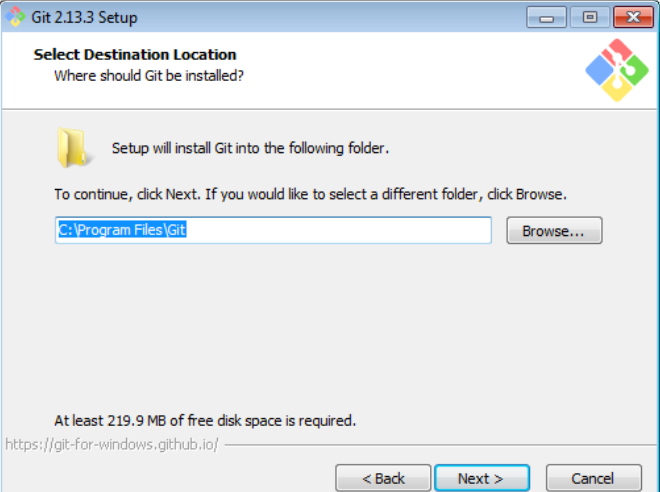 Git 2.13.3 Setup
Select Destination Location
Where should Git be installed?
Setup will install Git into the following folder.
To continue, click Next. If you would like to select a different folder, click Browse.
C:\Program Files\Git
Browse...
At least 219.9 MB of free disk space is required.
https://git-for-windows.github.io/
< Back
Next >
Cancel